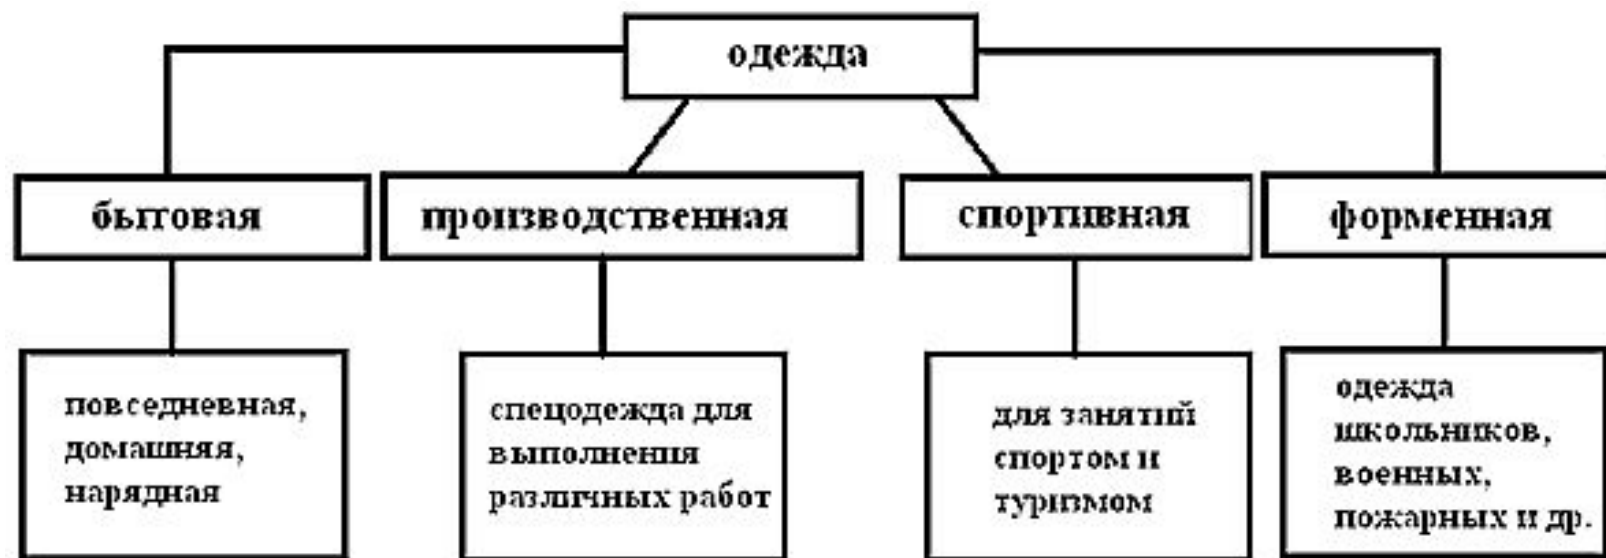 одежда
бытовая
производственная
спортивная
форменная
повседневная,
домашняя,
нарядная
спецодежда для
выполнения
различных работ
для занятий
спортом и
туризмом
одежда
школьников,
военных,
пожарных и др.